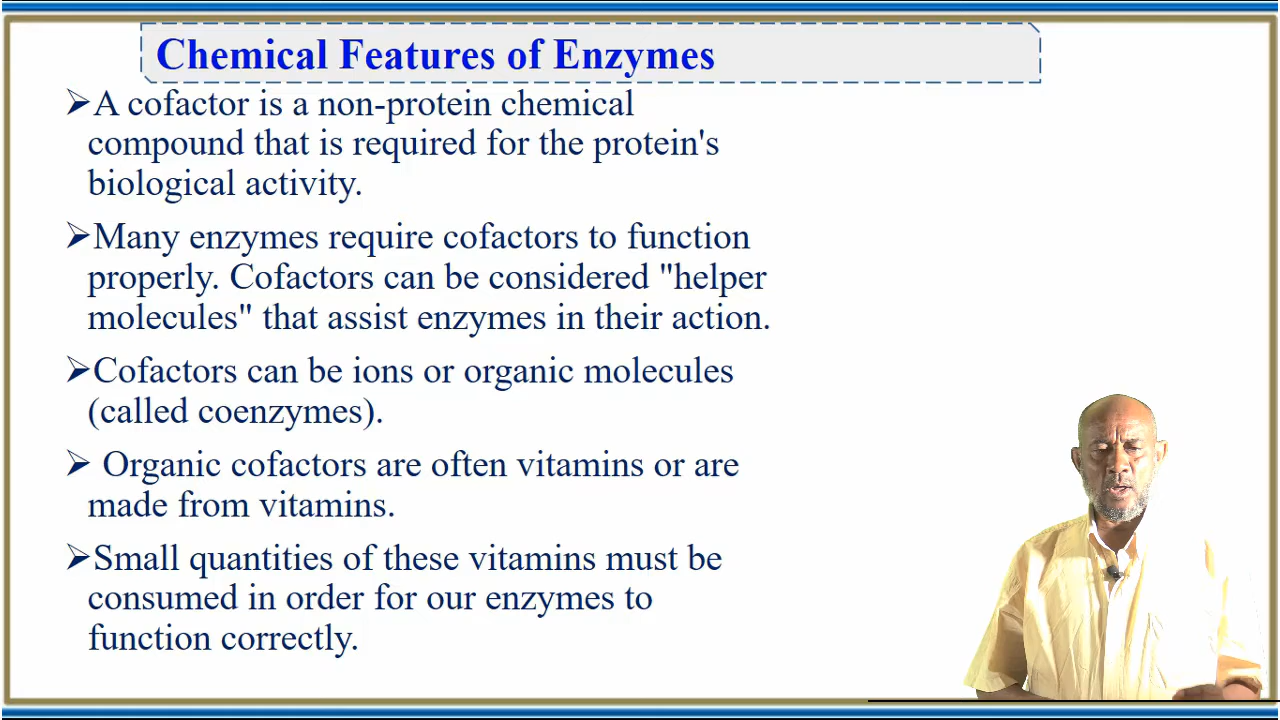 Chemical Features of Enzymes
➢A cofactor is a non-protein chemical
compound that is required for the protein's
biological activity.
➢Many enzymes require cofactors to function
properly. Cofactors can be considered "helper
molecules" that assist enzymes in their action.
➢Cofactors can be ions or organic molecules
(called coenzymes).
➢ Organic cofactors are often vitamins or are
made from vitamins.
➢Small quantities of these vitamins must be
consumed in order for our enzymes to
function correctly.